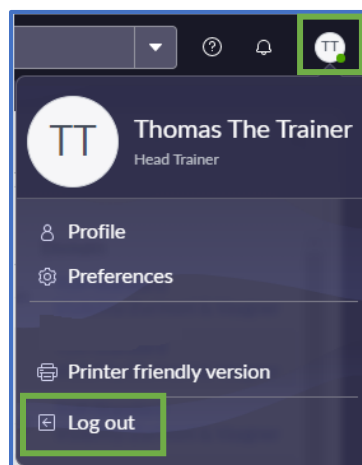 TT
TT
Thomas The Trainer
Head Trainer
Profile
Preferences
Printer friendly version
Log out